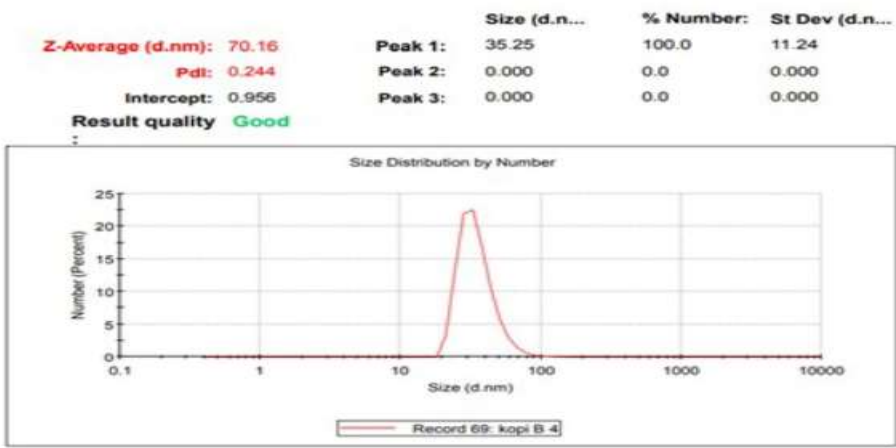 Size (d.n... % Number: St Dev (d.n...
Z-Average (d.nm): 70.16 Peak 1: 35.25 100.0 11.24
PdI: 0.244 Peak 2: 0.000 0.0 0.000
Intercept: 0.956 Peak 3: 0.000 0.0 0.000
Result quality Good
:
Size Distribution by Number
Number (Percent)
25
20
15
10
5
0
0.1 1 10 100 1000 10000
Size (d.nm)
Record 69: kopi B 4